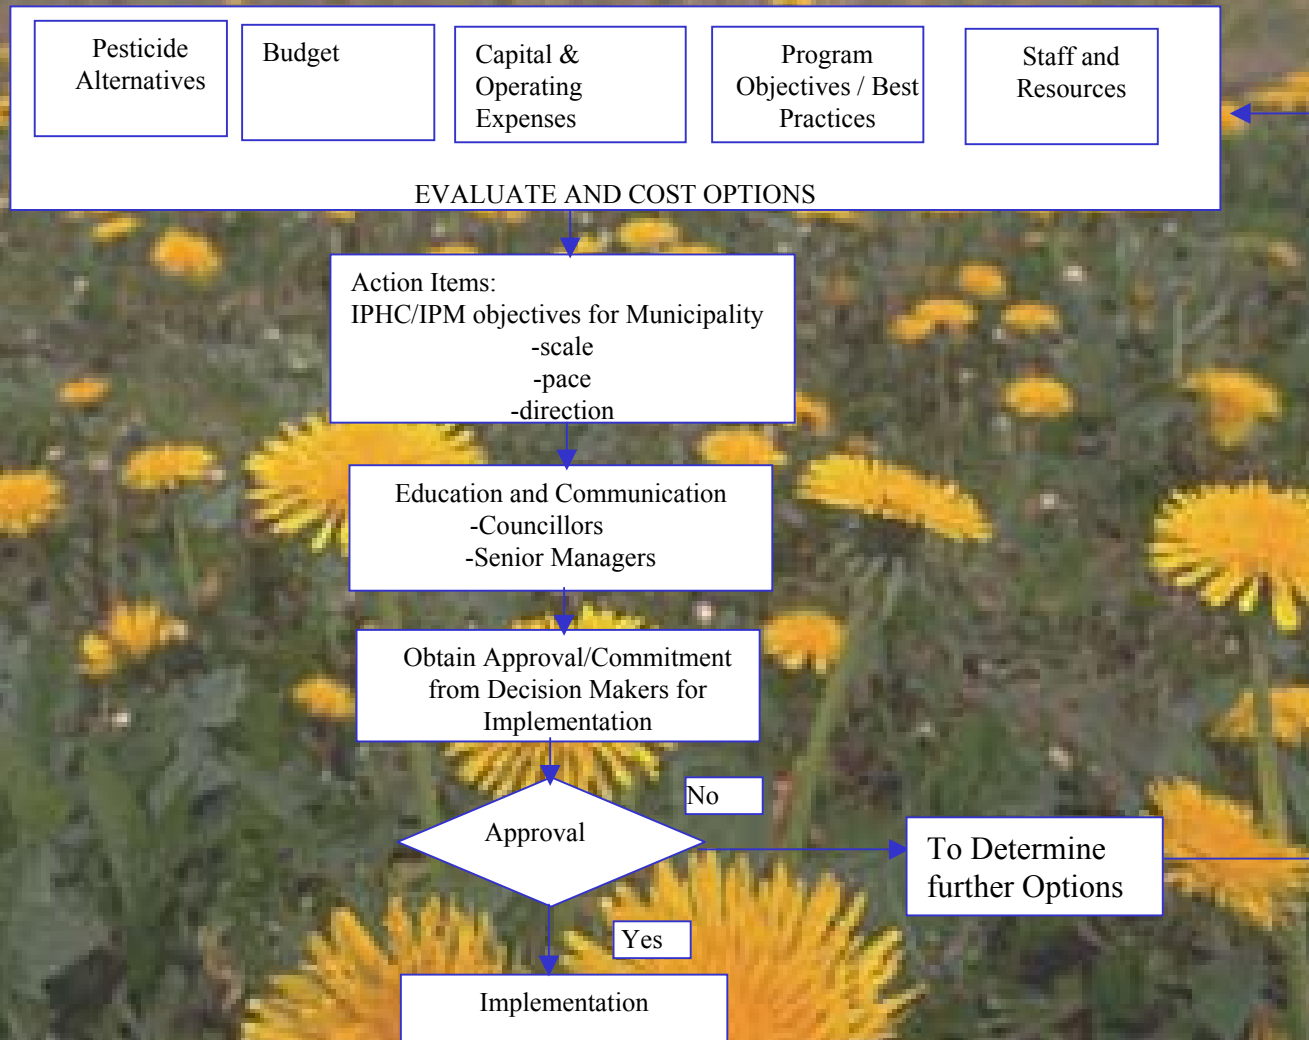 Pesticide
Alternatives
Budget
Capital &
Operating
Expenses
Program
Objectives / Best
Practices
Staff and
Resources
EVALUATE AND COST OPTIONS
Action Items:
IPHC/IPM objectives for Municipality
-scale
-pace
-direction
Education and Communication
-Councillors
-Senior Managers
Obtain Approval/Commitment
from Decision Makers for
Implementation
No
Approval
To Determine
further Options
Yes
Implementation